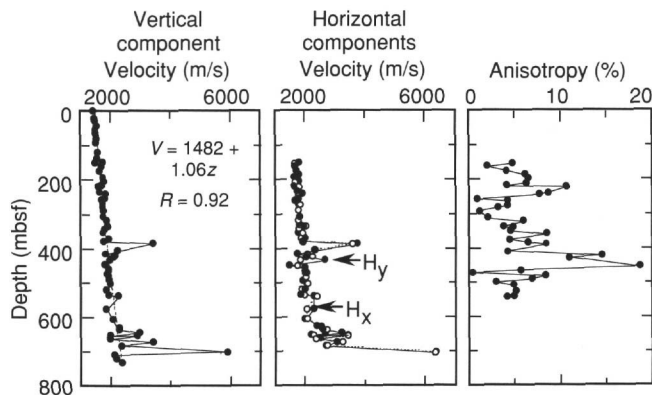 Vertical
component
Velocity (m/s)
2000 6000
Horizontal
components
Velocity (m/s)
2000 6000
Anisotropy (%)
0 10 20
Depth (mbsf)
0
200
400
600
800
V = 1482 +
1.06z
R = 0.92
Hy
Hx